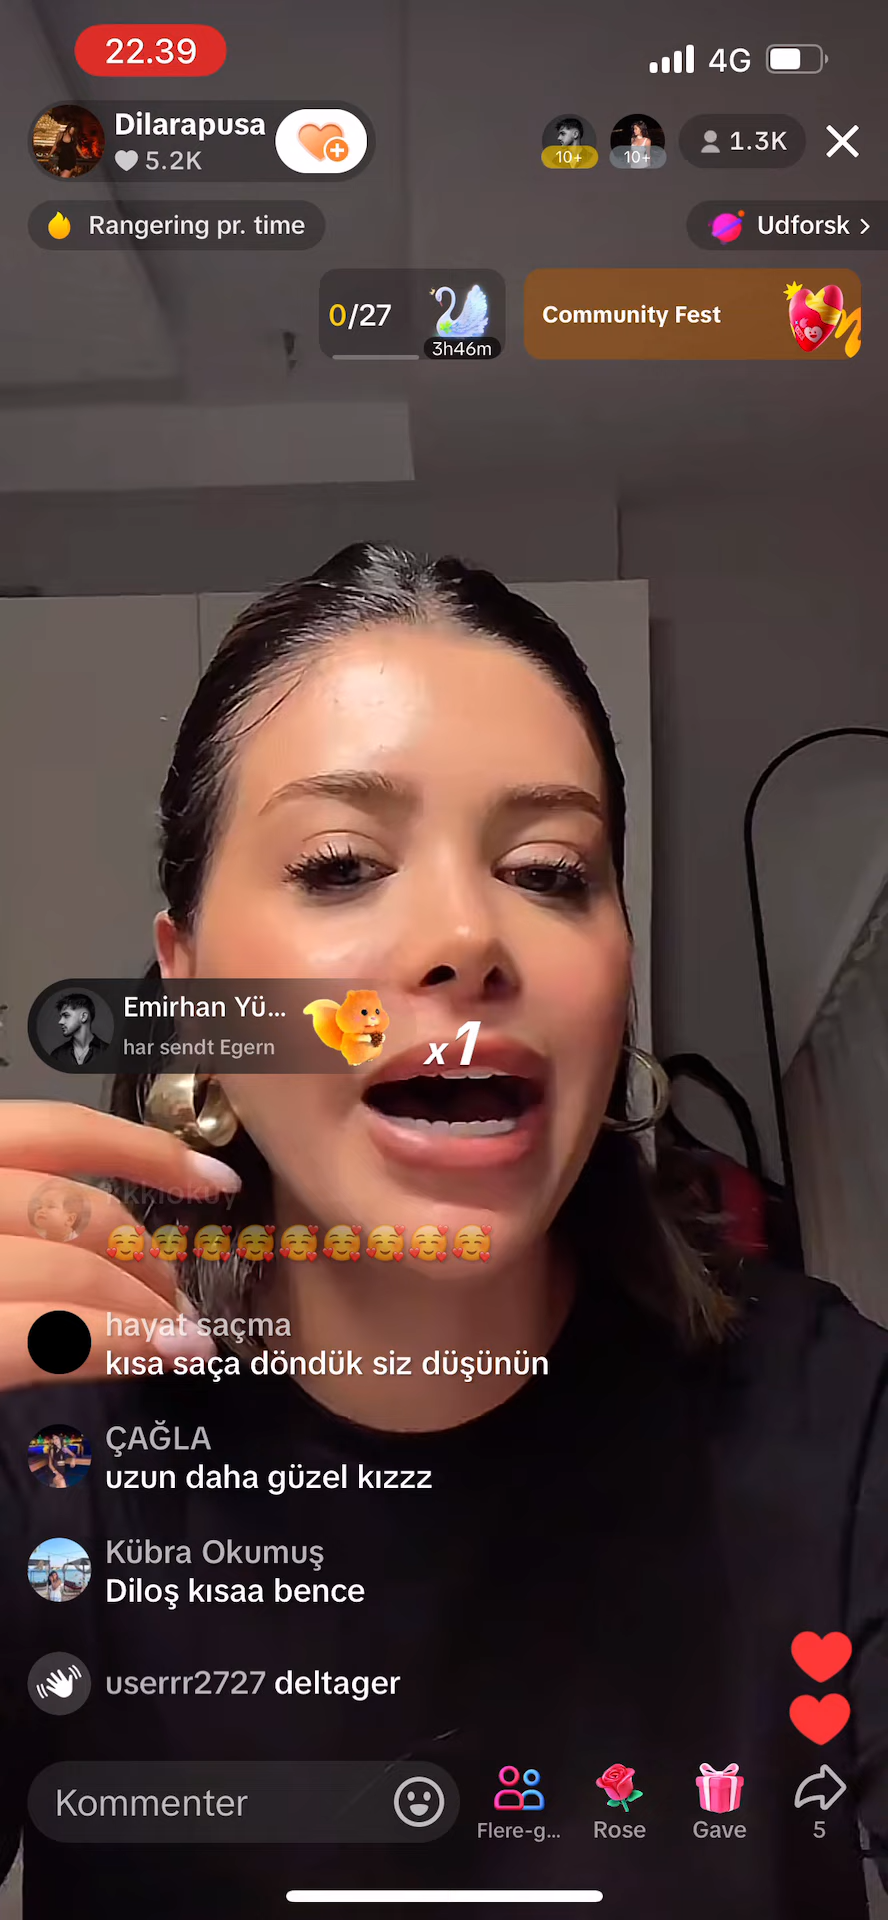 22.39
4G
Dilarapusa
5.2K
10+
10+
1.3K
Rangering pr. time
Udforsk >
0/27
3h46m
Community Fest
Emirhan Yü...
har sendt Egern
x1
hayat saçma
kısa saça döndük siz düşünün
ÇAĞLA
uzun daha güzel kızzz
Kübra Okumuş
Diloş kısaa bence
userrr2727 deltager
Kommenter
Flere-g...
Rose
Gave
5